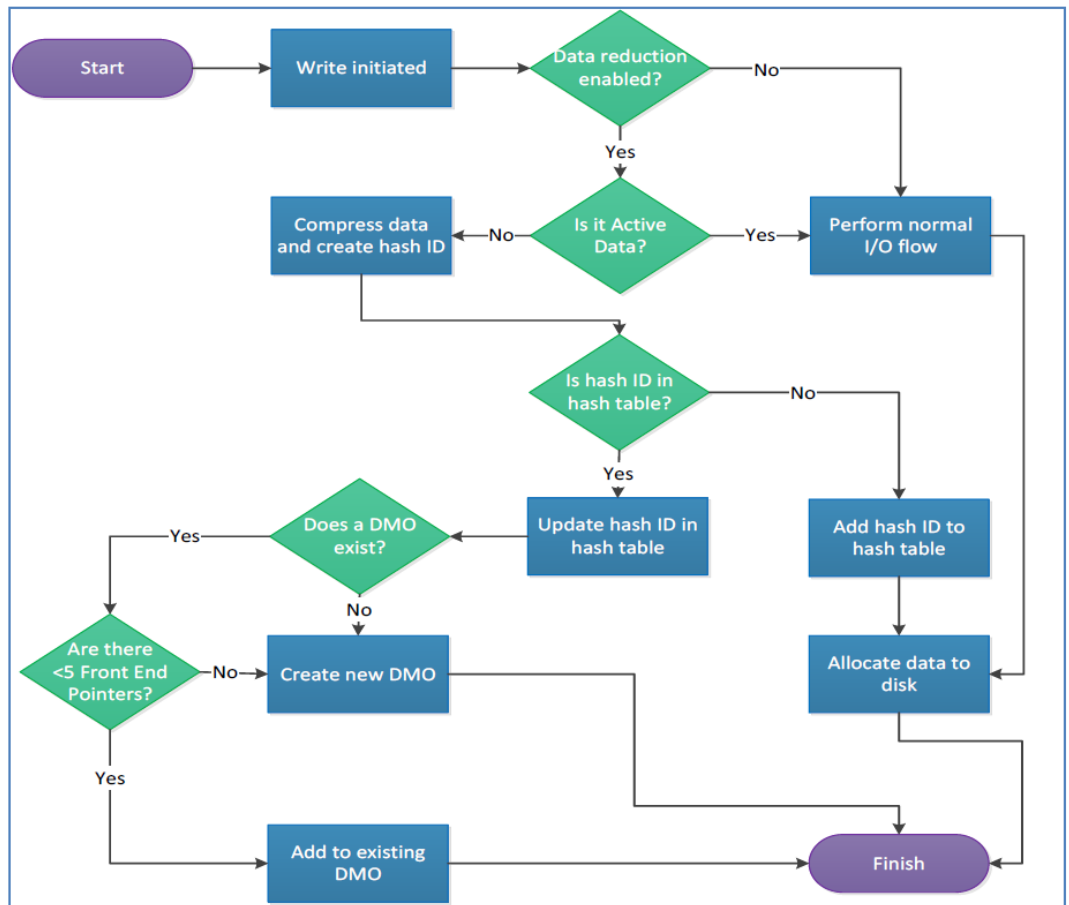 Start
Write initiated
Data reduction
enabled?
No
Yes
Compress data
and create hash ID
No
Is it Active
Data?
Yes
Perform normal
I/O flow
Is hash ID in
hash table?
No
Yes
Yes
Does a DMO
exist?
Update hash ID in
hash table
Add hash ID to
hash table
No
Are there
<5 Front End
Pointers?
No
Create new DMO
Allocate data to
disk
Yes
Add to existing
DMO
Finish